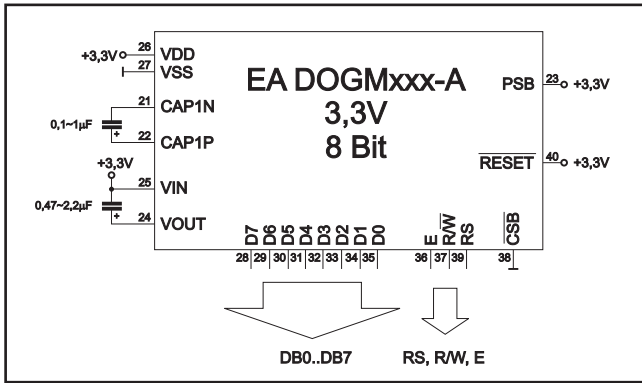 EA DOGMxxx-A
3,3V
8 Bit
+3,3V
26
VDD
27
VSS
21
CAP1N
0,1~1µF
+
22
CAP1P
+3,3V
25
VIN
0,47~2,2µF
+
24
VOUT
PSB
23
+3,3V
RESET
40
+3,3V
D7
D6
D5
D4
D3
D2
D1
D0
E
R/W
RS
CSB
28
29
30
31
32
33
34
35
36
37
39
38
DB0..DB7
RS, R/W, E